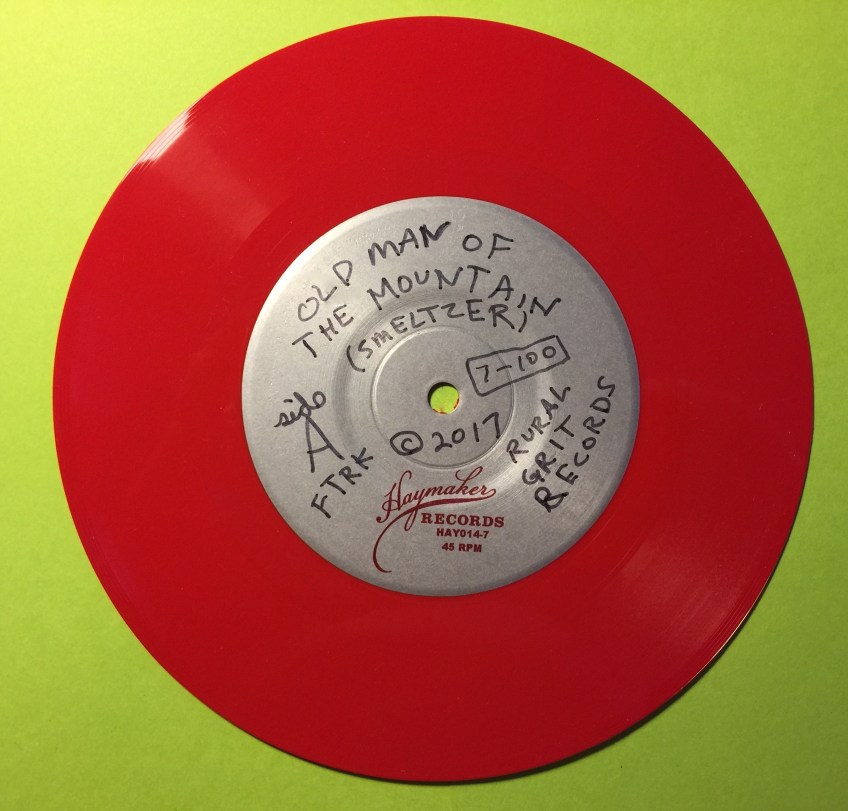 OLD MAN OF
THE MOUNTAIN
(SMELTZER)
7-100
side
A
FTRK
© 2017
RURAL
GRIT
RECORDS
Haymaker
RECORDS
HAY014-7
45 RPM